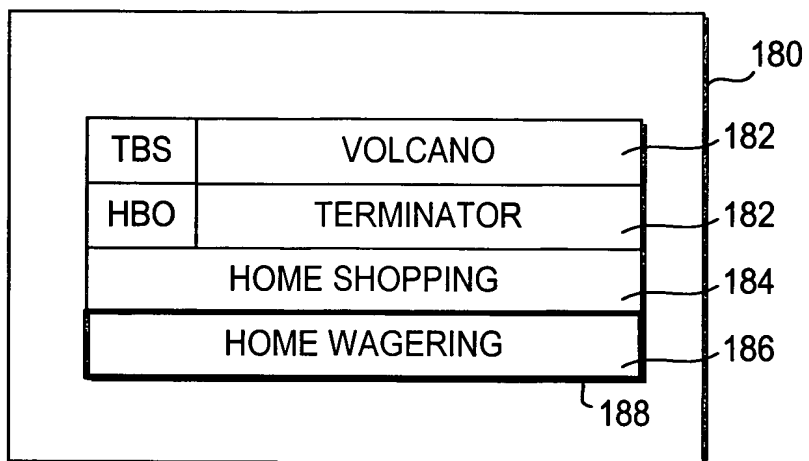 180
TBS VOLCANO 182
HBO TERMINATOR 182
HOME SHOPPING 184
HOME WAGERING 186
188